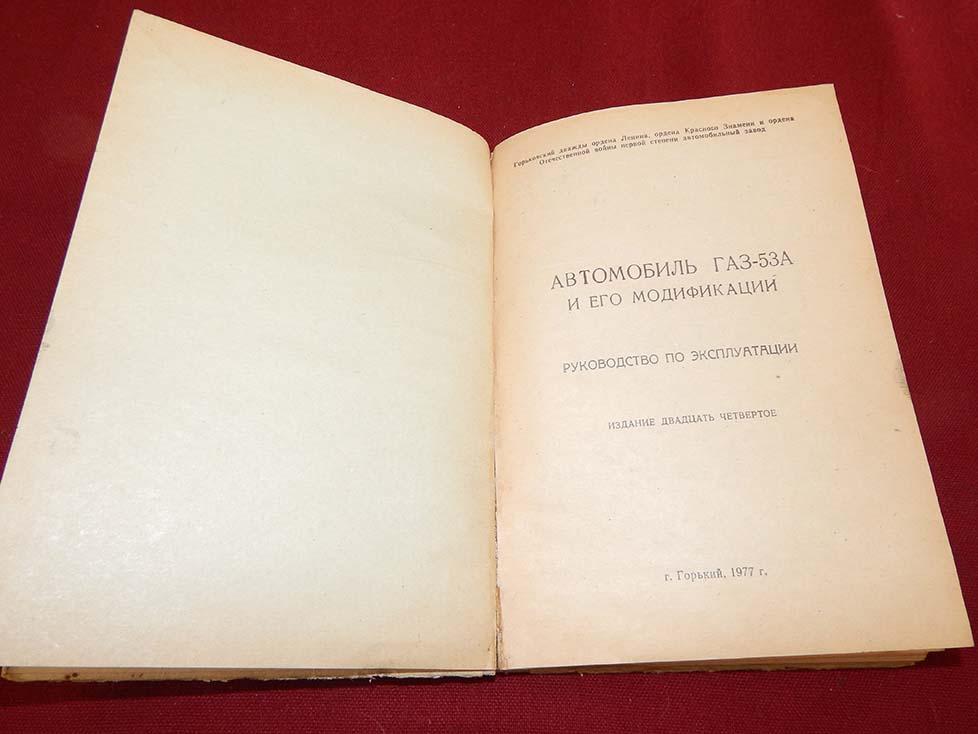 Горьковский дважды ордена Ленина, ордена Красного Знамени и ордена
Отечественной войны первой степени автомобильный завод
АВТОМОБИЛЬ ГАЗ-53А
И ЕГО МОДИФИКАЦИИ
РУКОВОДСТВО ПО ЭКСПЛУАТАЦИИ
ИЗДАНИЕ ДВАДЦАТЬ ЧЕТВЕРТОЕ
г. Горький, 1977 г.